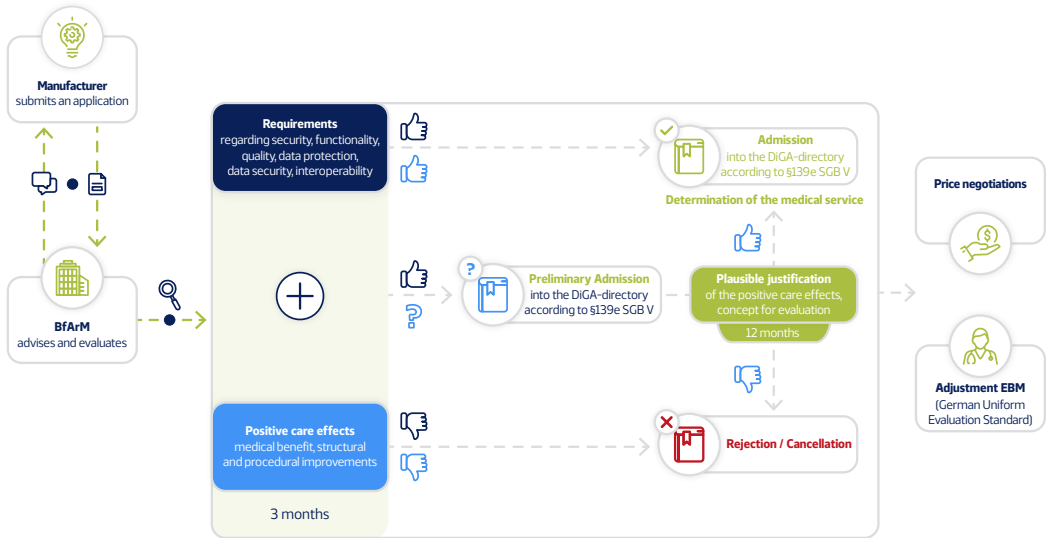 Manufacturer
submits an application
BfArM
advises and evaluates
Requirements
regarding security, functionality,
quality, data protection,
data security, interoperability
Positive care effects
medical benefit, structural
and procedural improvements
3 months
?
?
Preliminary Admission
into the DiGA-directory
according to §139e SGB V
Admission
into the DiGA-directory
according to §139e SGB V
Determination of the medical service
Plausible justification
of the positive care effects,
concept for evaluation
12 months
Rejection / Cancellation
Price negotiations
$
Adjustment EBM
(German Uniform
Evaluation Standard)